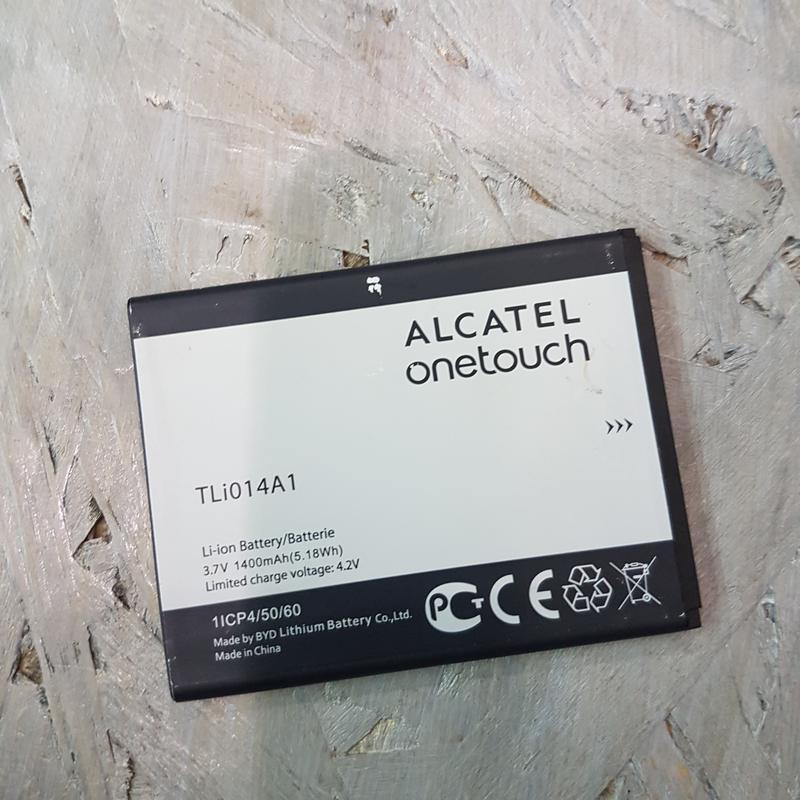 ALCATEL
onetouch
TLi014A1
Li-ion Battery/Batterie
3.7V 1400mAh(5.18Wh)
Limited charge voltage: 4.2V
1ICP4/50/60
Made by BYD Lithium Battery Co.,Ltd.
Made in China